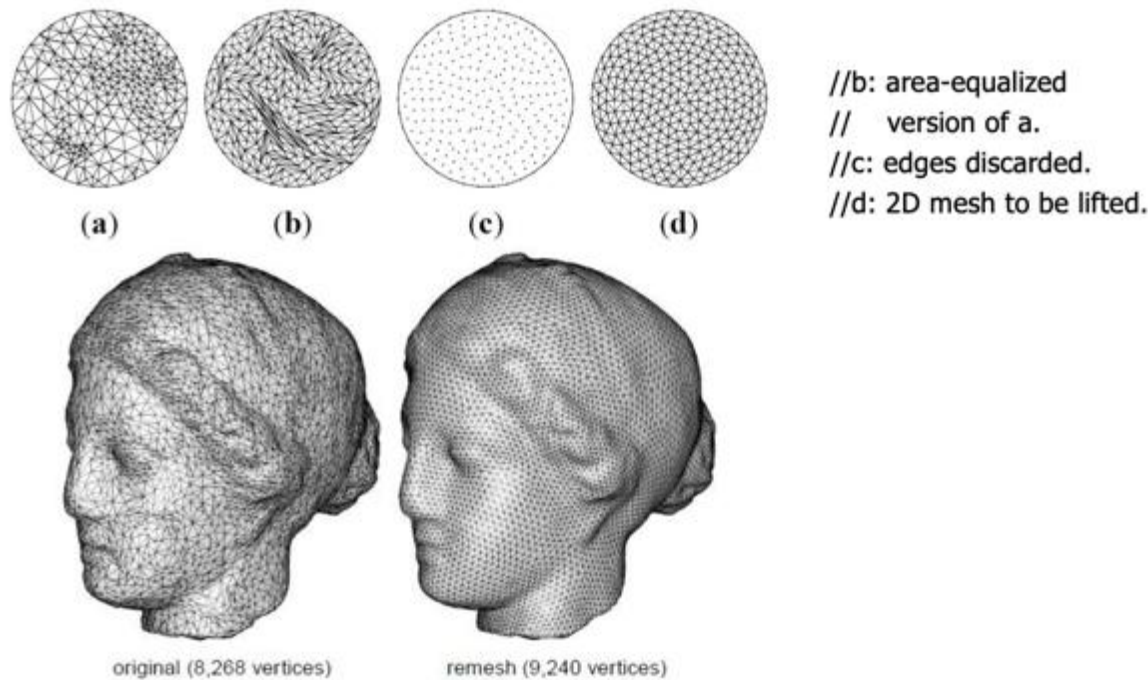 //b: area-equalized
// version of a.
//c: edges discarded.
//d: 2D mesh to be lifted.
(a) (b) (c) (d)
original (8,268 vertices) remesh (9,240 vertices)